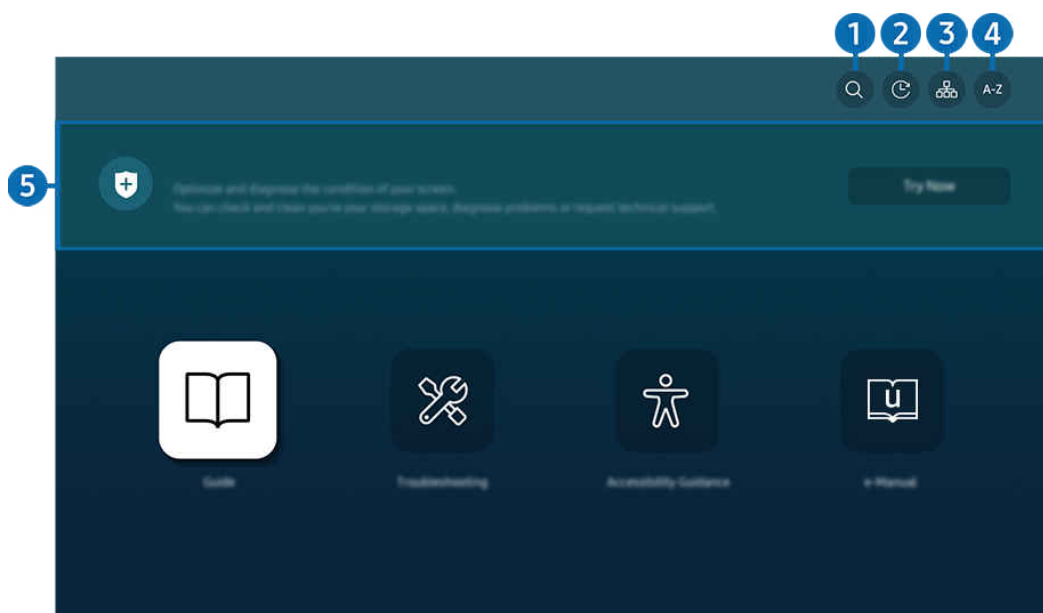 1 2 3 4
A-Z
5
Optimize and diagnose the condition of your screen.
Try Now
You can check and clean you're your storage space, diagnose problems or request technical support.
u
Guide
Troubleshooting
Accessibility Guidance
e-Manual